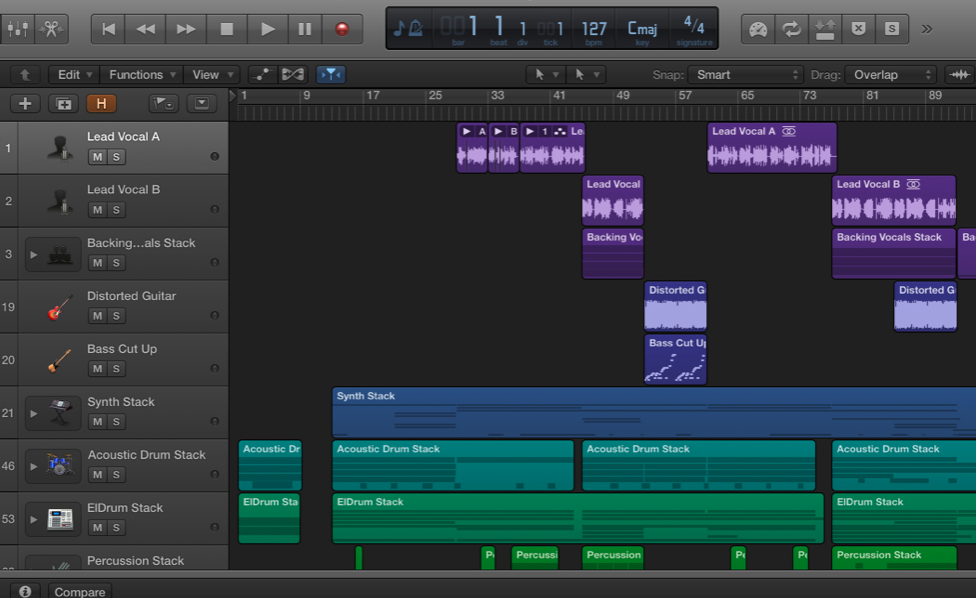 001 1 1 001 127 Cmaj 4/4
bar beat div tick bpm key signature
S
Edit Functions View Snap: Smart Drag: Overlap
H
1 9 17 25 33 41 49 57 65 73 81 89
1 Lead Vocal A
M S
A B 1 Le
Lead Vocal A
2 Lead Vocal B
M S
Lead Vocal
Lead Vocal B
3 Backing...als Stack
M S
Backing Vo
Backing Vocals Stack
Ba
19 Distorted Guitar
M S
Distorted G
Distorted G
20 Bass Cut Up
M S
Bass Cut Up
21 Synth Stack
M S
Synth Stack
46 Acoustic Drum Stack
M S
Acoustic Dr
Acoustic Drum Stack
Acoustic Drum Stack
Acoustic Drum Stack
53 ElDrum Stack
M S
ElDrum Sta
ElDrum Stack
ElDrum Stack
Percussion Stack
Pe
Percussi
Percussion
Pe
Pe
Percussion Stack
Compare